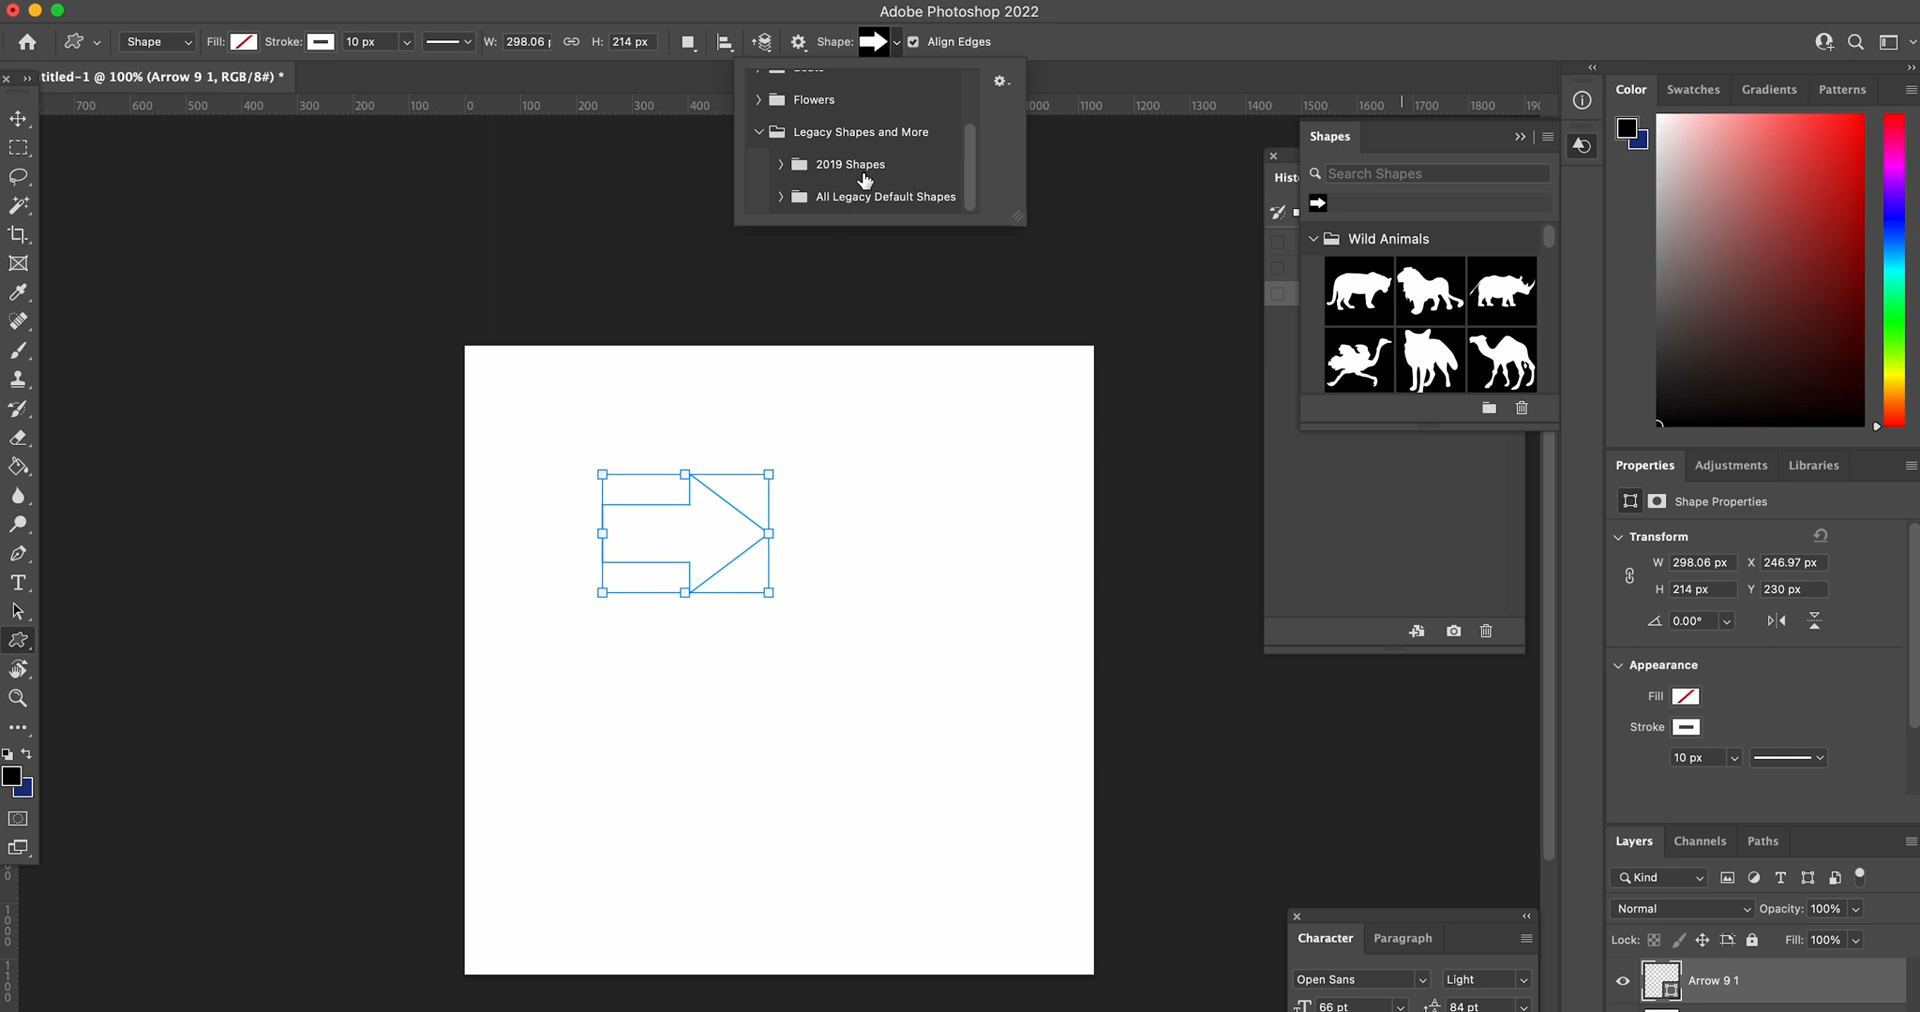 Adobe Photoshop 2022
Shape
Fill:
Stroke:
10 px
W: 298.06 p
H: 214 px
Shape:
Align Edges
titled-1 @ 100% (Arrow 9 1, RGB/8#) *
700 600 500 400 300 200 100 0 100 200 300 400
1000 1100 1200 1300 1400 1500 1600 1700 1800 190
Flowers
Legacy Shapes and More
2019 Shapes
All Legacy Default Shapes
Histo
Shapes
Search Shapes
Wild Animals
Color
Swatches
Gradients
Patterns
Properties
Adjustments
Libraries
Shape Properties
Transform
W 298.06 px X 246.97 px
H 214 px Y 230 px
0.00°
Appearance
Fill
Stroke
10 px
Layers
Channels
Paths
Kind
Normal
Opacity: 100%
Lock:
Fill: 100%
Arrow 9 1
Character
Paragraph
Open Sans
Light
66 pt
84 pt
0
1000
1100